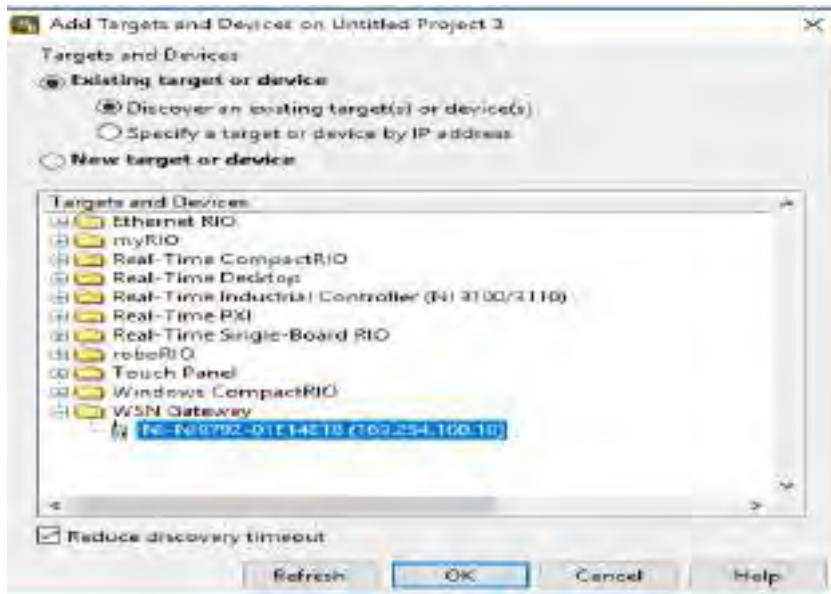 Add Targets and Devices on Untitled Project 3
Targets and Devices
Existing target or device
Discover an existing target(s) or device(s)
Specify a target or device by IP address
New target or device
Targets and Devices
Ethernet RIO
myRIO
Real-Time CompactRIO
Real-Time Desktop
Real-Time Industrial Controller (NI 3100/3110)
Real-Time PXI
Real-Time Single-Board RIO
roboRIO
Touch Panel
Windows CompactRIO
WSN Gateway
Reduce discovery timeout
Refresh OK Cancel Help